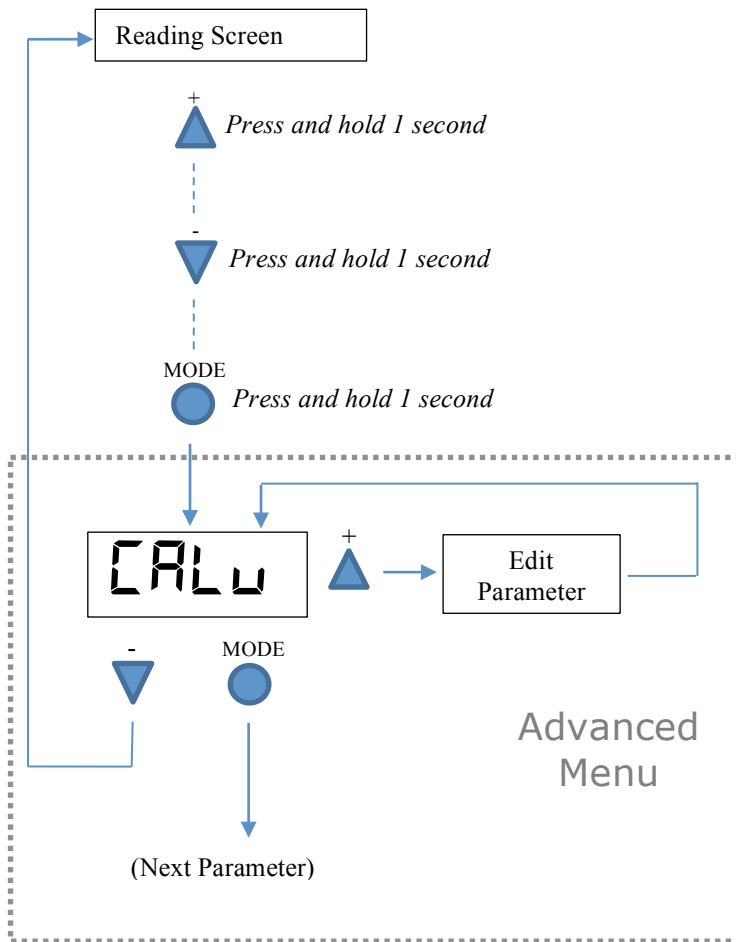 Reading Screen
+
Press and hold 1 second
-
Press and hold 1 second
MODE
Press and hold 1 second
CALu
+
Edit
Parameter
-
MODE
Advanced
Menu
(Next Parameter)